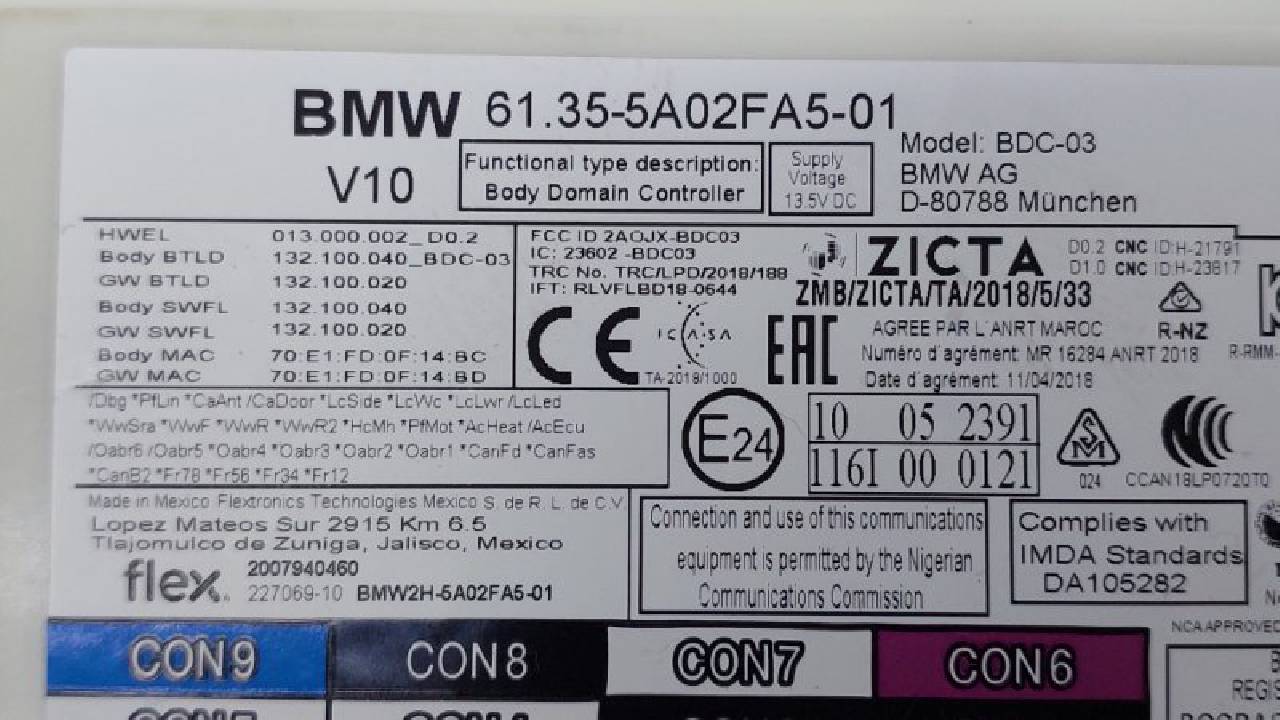 BMW 61.35-5A02FA5-01
V10
Functional type description:
Body Domain Controller
Supply
Voltage
13.5V DC
Model: BDC-03
BMW AG
D-80788 München
HWEL 013.000.002_D0.2
Body BTLD 132.100.040_BDC-03
GW BTLD 132.100.020
Body SWFL 132.100.040
GW SWFL 132.100.020
Body MAC 70:E1:FD:0F:14:BC
GW MAC 70:E1:FD:0F:14:BD
FCC ID 2AOJX-BDC03
IC: 23602 -BDC03
TRC No. TRC/LPD/2018/188
IFT: RLVFLBD18-0644
CE
ICASA
TA-2018/1000
ZICTA
ZMB/ZICTA/TA/2018/5/33
D0.2 CNC ID:H-21791
D1.0 CNC ID:H-23817
EAC
AGREE PAR L´ANRT MAROC
Numéro d´agrément: MR 16284 ANRT 2018
Date d´agrément: 11/04/2018
R-NZ
R-RMM-
/Dbg *PfLin *CaAnt /CaDoor *LcSide *LcWc *LcLwr /LcLed
*WwSra *WwF *WwR *WwR2 *HcMh *PfMot *AcHeat /AcEcu
/Oabr6 /Oabr5 *Oabr4 *Oabr3 *Oabr2 *Oabr1 *CanFd *CanFas
*CanB2 *Fr78 *Fr56 *Fr34 *Fr12
E24
10 05 2391
116I 00 0121
SM
024
CCAN18LP0720T0
Made in Mexico Flextronics Technologies Mexico S. de R. L. de C.V.
Lopez Mateos Sur 2915 Km 6.5
Tlajomulco de Zuniga, Jalisco, Mexico
flex. 2007940460
227069-10 BMW2H-5A02FA5-01
Connection and use of this communications
equipment is permitted by the Nigerian
Communications Commission
Complies with
IMDA Standards
DA105282
NCA APPROVED
REGIS
CON9 CON8 CON7 CON6